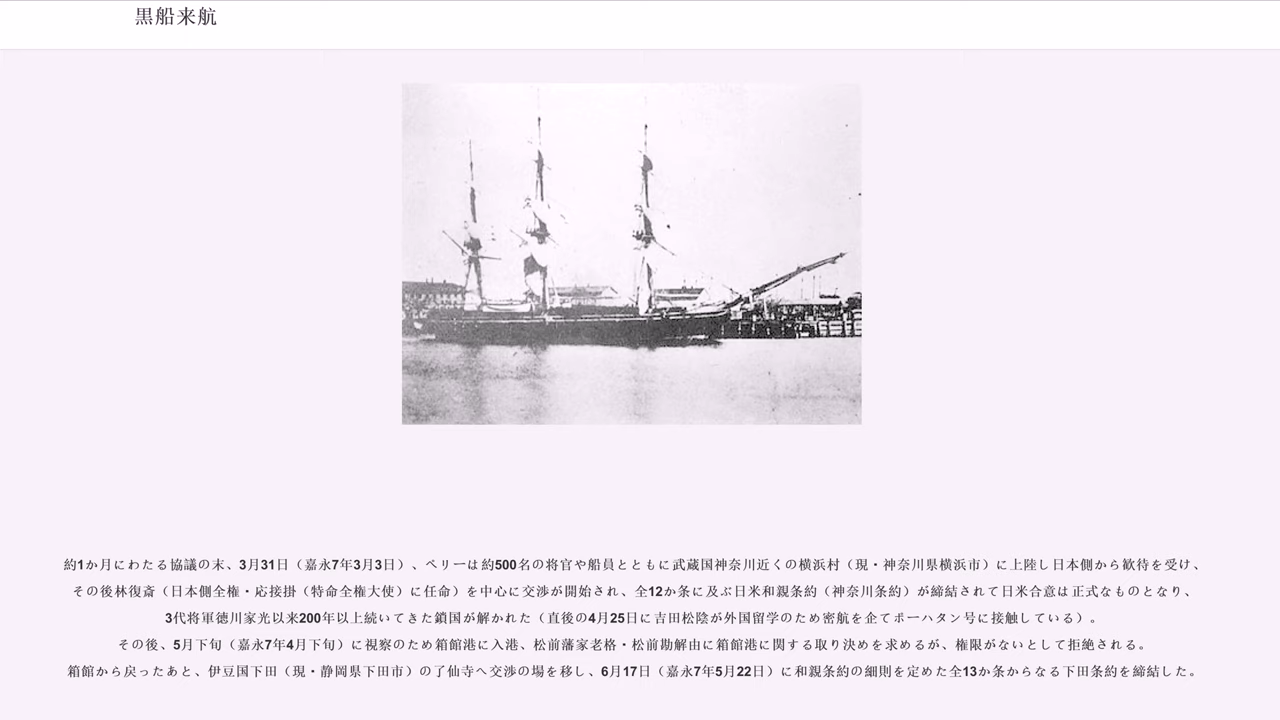 黒船来航
約1か月にわたる協議の末、3月31日（嘉永7年3月3日）、ペリーは約500名の将官や船員とともに武蔵国神奈川近くの横浜村（現・神奈川県横浜市）に上陸し日本側から歓待を受け、
その後林復斎（日本側全権・応接掛（特命全権大使）に任命）を中心に交渉が開始され、全12か条に及ぶ日米和親条約（神奈川条約）が締結されて日米合意は正式なものとなり、
3代将軍徳川家光以来200年以上続いてきた鎖国が解かれた（直後の4月25日に吉田松陰が外国留学のため密航を企てポーハタン号に接触している）。
その後、5月下旬（嘉永7年4月下旬）に視察のため箱館港に入港、松前藩家老格・松前勘解由に箱館港に関する取り決めを求めるが、権限がないとして拒絶される。
箱館から戻ったあと、伊豆国下田（現・静岡県下田市）の了仙寺へ交渉の場を移し、6月17日（嘉永7年5月22日）に和親条約の細則を定めた全13か条からなる下田条約を締結した。